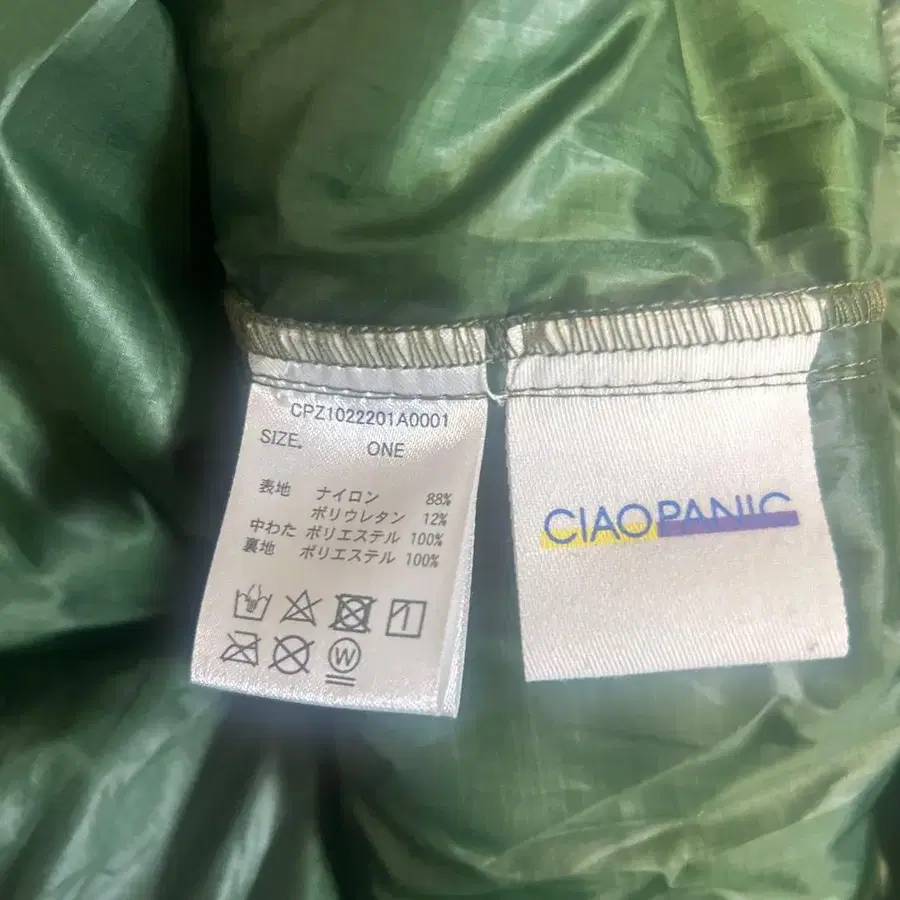 CPZ1022201A0001
SIZE. ONE
表地 ナイロン 88%
ポリウレタン 12%
中わた ポリエステル 100%
裏地 ポリエステル 100%
W
CIAOPANIC